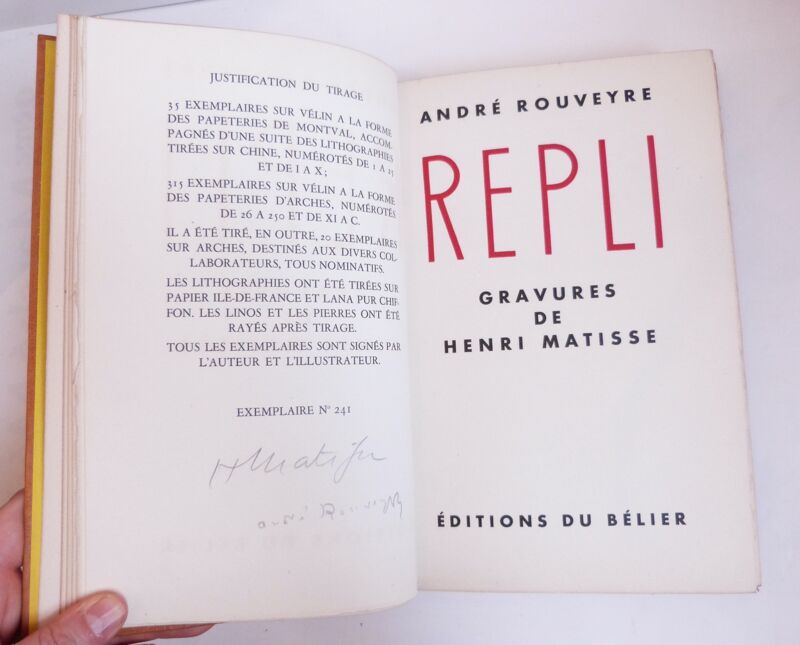 JUSTIFICATION DU TIRAGE
35 EXEMPLAIRES SUR VÉLIN A LA FORME
DES PAPETERIES DE MONTVAL, ACCOM-
PAGNÉS D'UNE SUITE DES LITHOGRAPHIES
TIRÉES SUR CHINE, NUMÉROTÉS DE 1 A 25
ET DE I A X;
315 EXEMPLAIRES SUR VÉLIN A LA FORME
DES PAPETERIES D'ARCHES, NUMÉROTÉS
DE 26 A 250 ET DE XI A C.
IL A ÉTÉ TIRÉ, EN OUTRE, 20 EXEMPLAIRES
SUR ARCHES, DESTINÉS AUX DIVERS COL-
LABORATEURS, TOUS NOMINATIFS.
LES LITHOGRAPHIES ONT ÉTÉ TIRÉES SUR
PAPIER ILE-DE-FRANCE ET LANA PUR CHIF-
FON. LES LINOS ET LES PIERRES ONT ÉTÉ
RAYÉS APRÈS TIRAGE.
TOUS LES EXEMPLAIRES SONT SIGNÉS PAR
L'AUTEUR ET L'ILLUSTRATEUR.
EXEMPLAIRE N° 241
H Matisse
andré Rouveyre
ANDRÉ ROUVEYRE
REPLI
GRAVURES
DE
HENRI MATISSE
ÉDITIONS DU BÉLIER